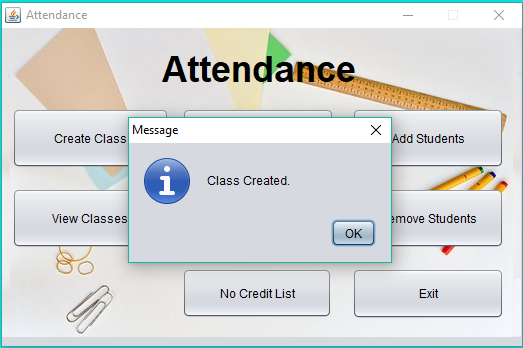 Attendance
Attendance
Create Class
Add Students
Message
Class Created.
OK
View Classes
emove Students
No Credit List
Exit